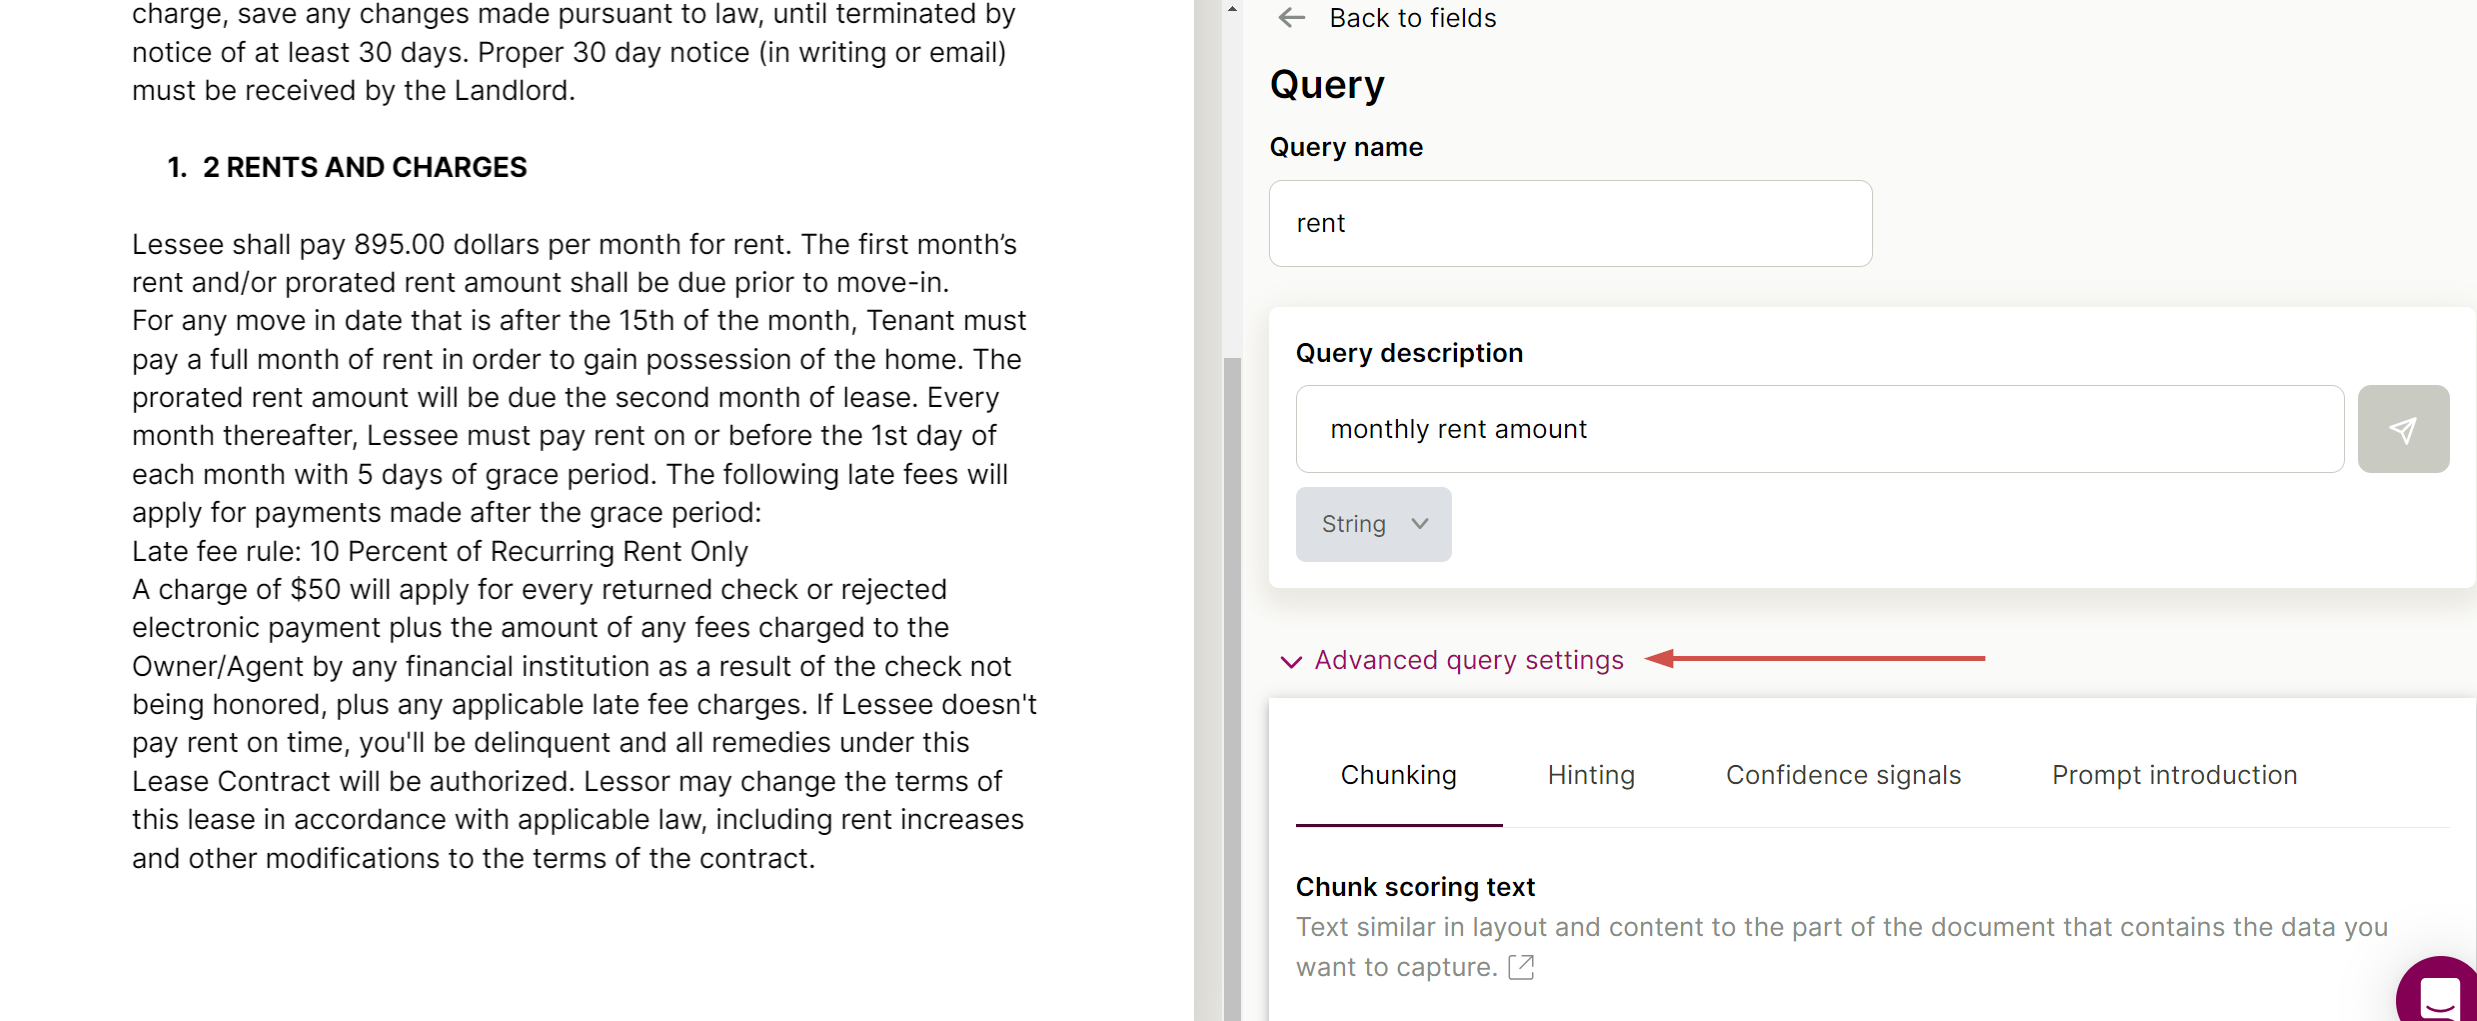 charge, save any changes made pursuant to law, until terminated by
notice of at least 30 days. Proper 30 day notice (in writing or email)
must be received by the Landlord.
1. 2 RENTS AND CHARGES
Lessee shall pay 895.00 dollars per month for rent. The first month’s
rent and/or prorated rent amount shall be due prior to move-in.
For any move in date that is after the 15th of the month, Tenant must
pay a full month of rent in order to gain possession of the home. The
prorated rent amount will be due the second month of lease. Every
month thereafter, Lessee must pay rent on or before the 1st day of
each month with 5 days of grace period. The following late fees will
apply for payments made after the grace period:
Late fee rule: 10 Percent of Recurring Rent Only
A charge of $50 will apply for every returned check or rejected
electronic payment plus the amount of any fees charged to the
Owner/Agent by any financial institution as a result of the check not
being honored, plus any applicable late fee charges. If Lessee doesn't
pay rent on time, you'll be delinquent and all remedies under this
Lease Contract will be authorized. Lessor may change the terms of
this lease in accordance with applicable law, including rent increases
and other modifications to the terms of the contract.
Back to fields
Query
Query name
rent
Query description
monthly rent amount
String
Advanced query settings
Chunking Hinting Confidence signals Prompt introduction
Chunk scoring text
Text similar in layout and content to the part of the document that contains the data you
want to capture.